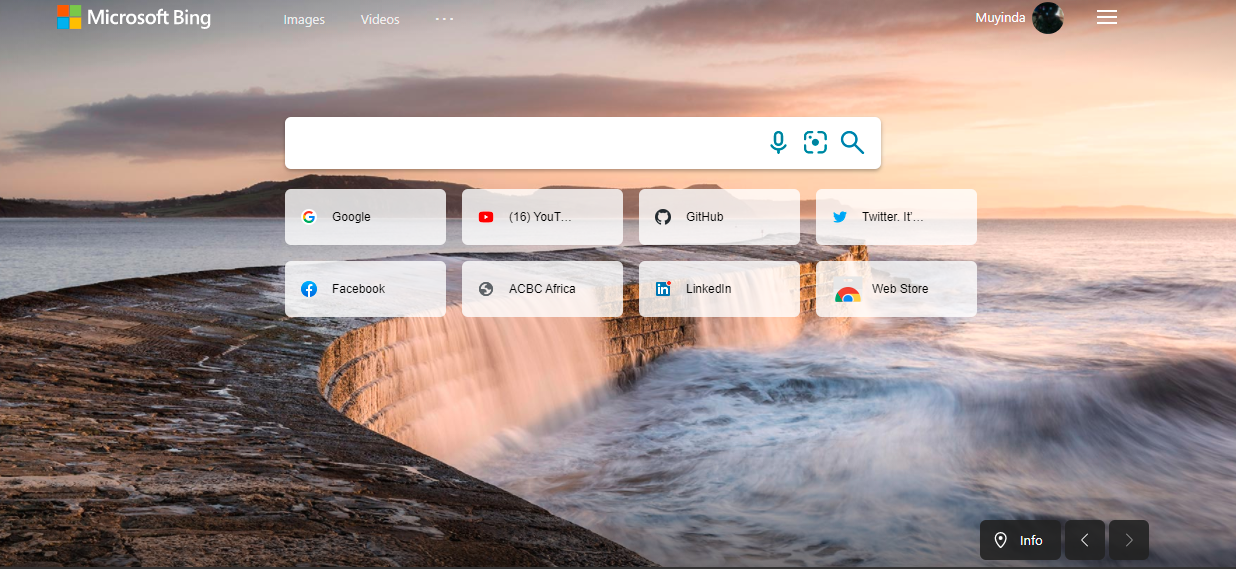 Microsoft Bing
Images Videos ...
Muyinda
Google
(16) YouT...
GitHub
Twitter. It'...
Facebook
ACBC Africa
LinkedIn
Web Store
Info